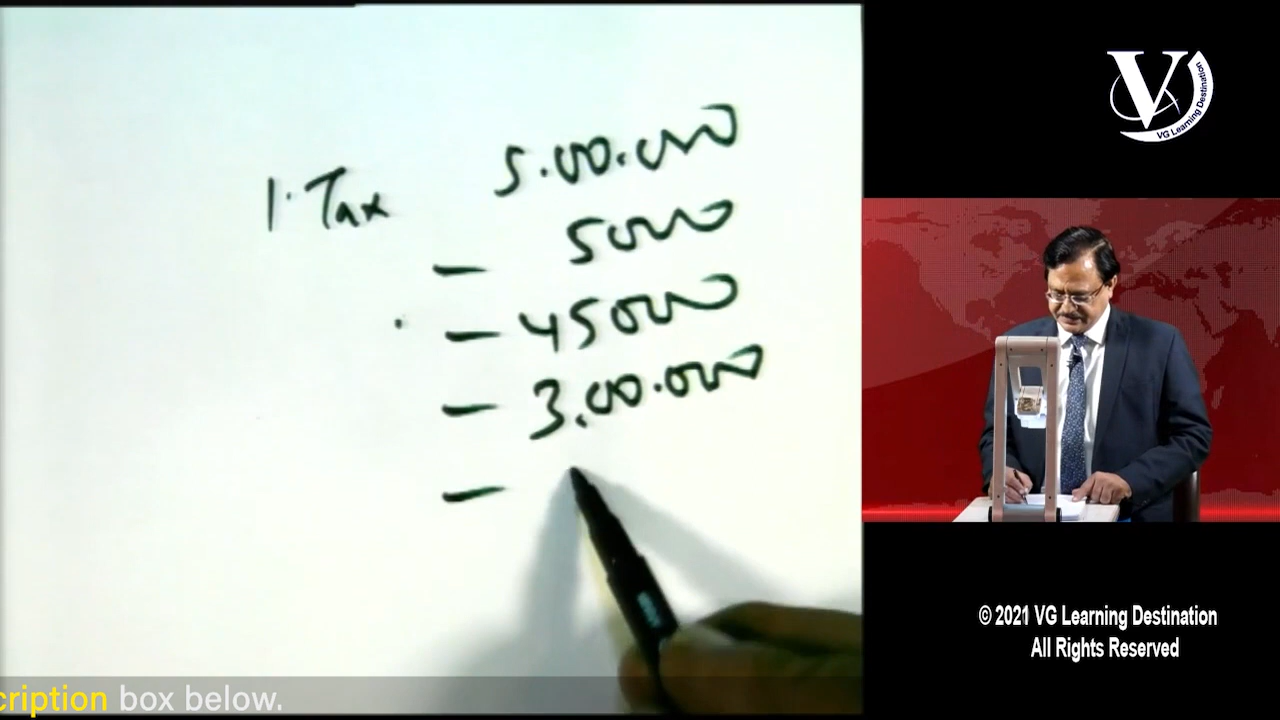 I. Tax 5.00.000
- 5000
- 45000
- 3.00.000
-
V
VG Learning Destination
© 2021 VG Learning Destination
All Rights Reserved
cription box below.